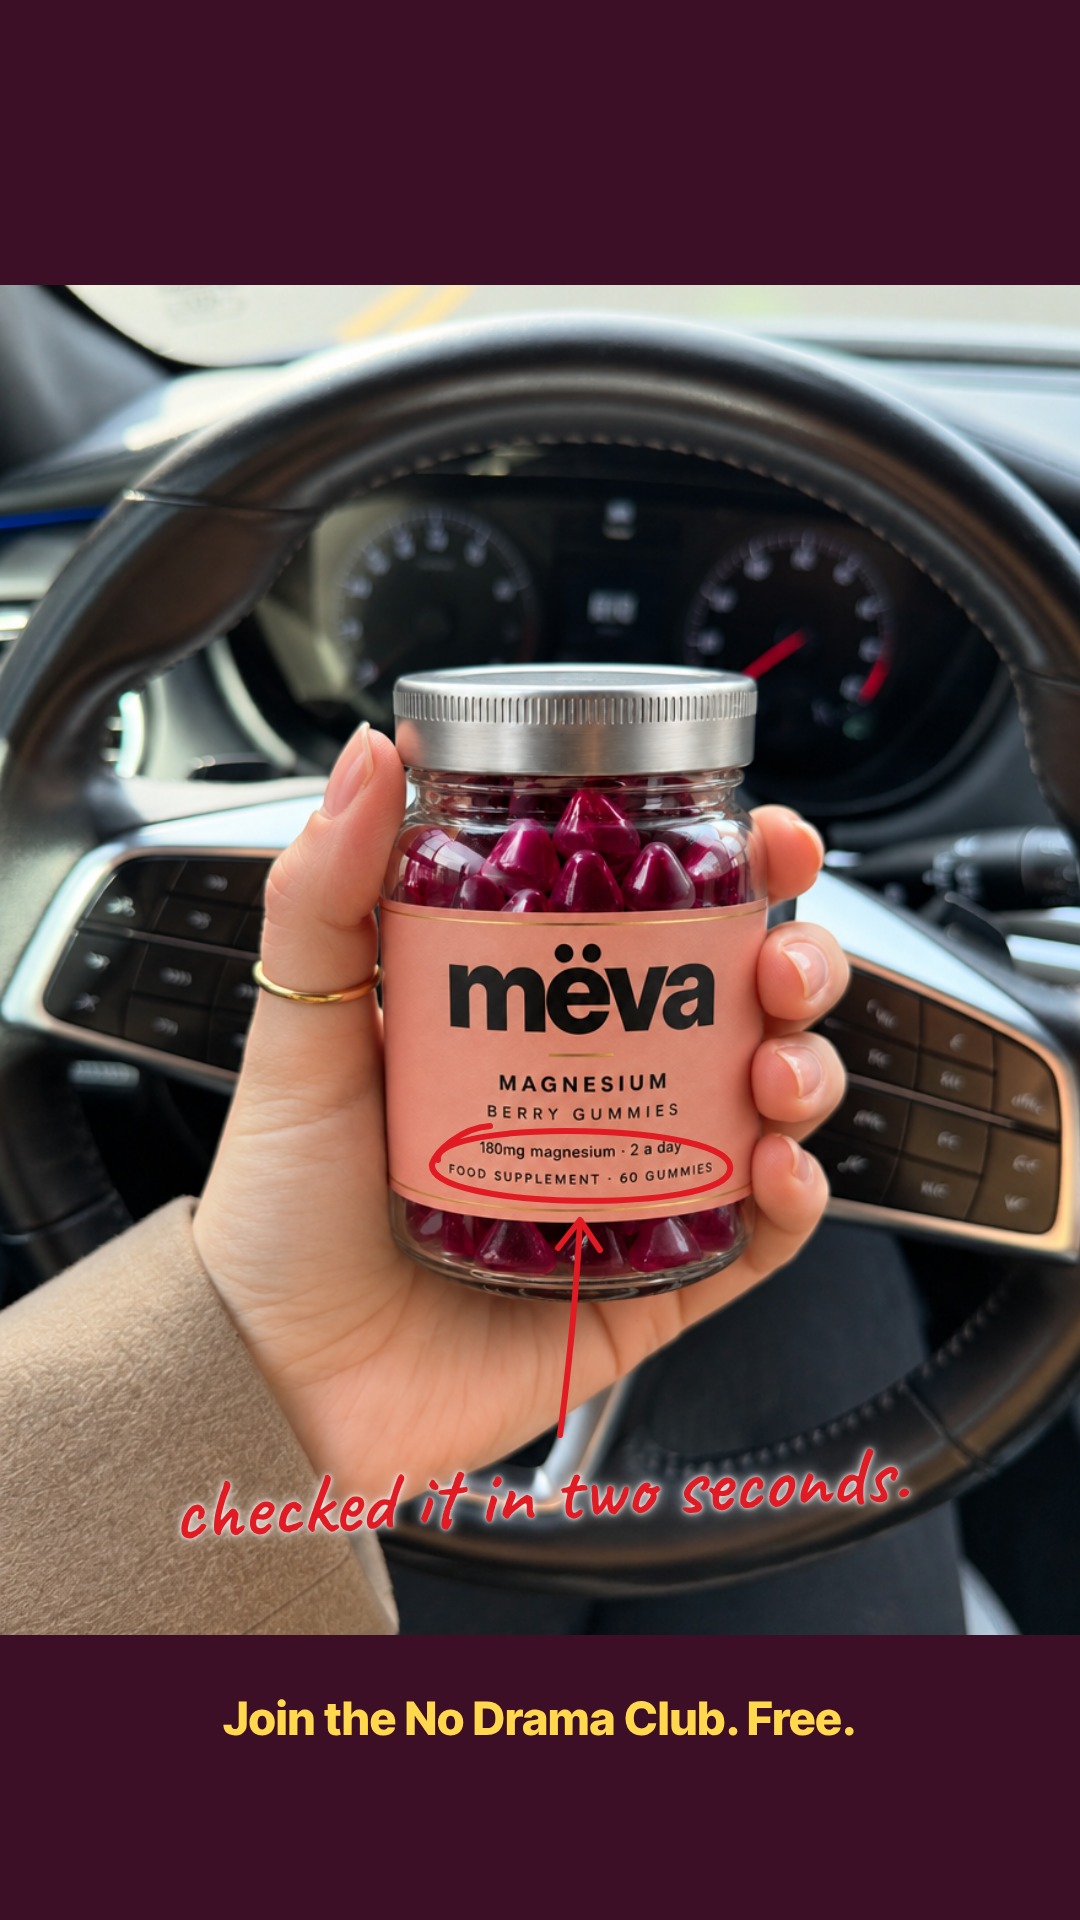 mëva
MAGNESIUM
BERRY GUMMIES
180mg magnesium · 2 a day
FOOD SUPPLEMENT · 60 GUMMIES
checked it in two seconds.
Join the No Drama Club. Free.